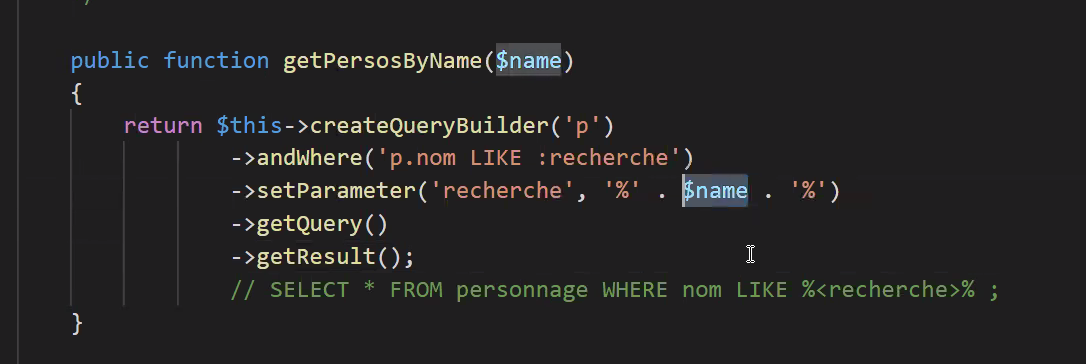 public function getPersosByName($name)
{
return $this->createQueryBuilder('p')
->andWhere('p.nom LIKE :recherche')
->setParameter('recherche', '%' . $name . '%')
->getQuery()
->getResult();
// SELECT * FROM personnage WHERE nom LIKE %<recherche>% ;
}